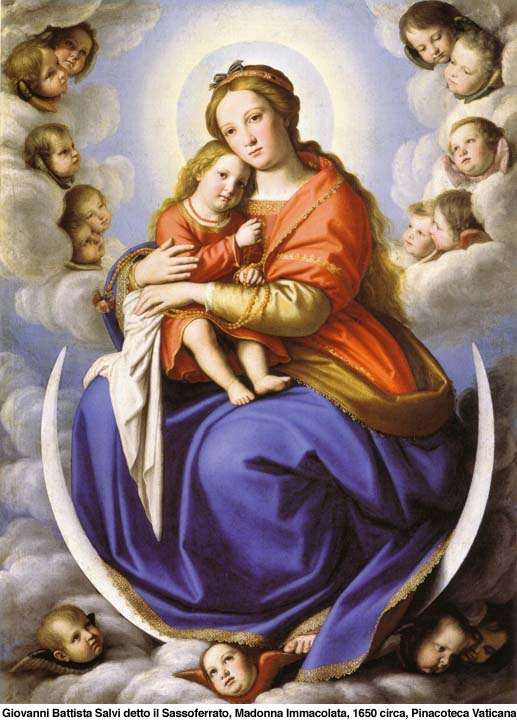 Giovanni Battista Salvi detto il Sassoferrato, Madonna Immacolata, 1650 circa, Pinacoteca Vaticana